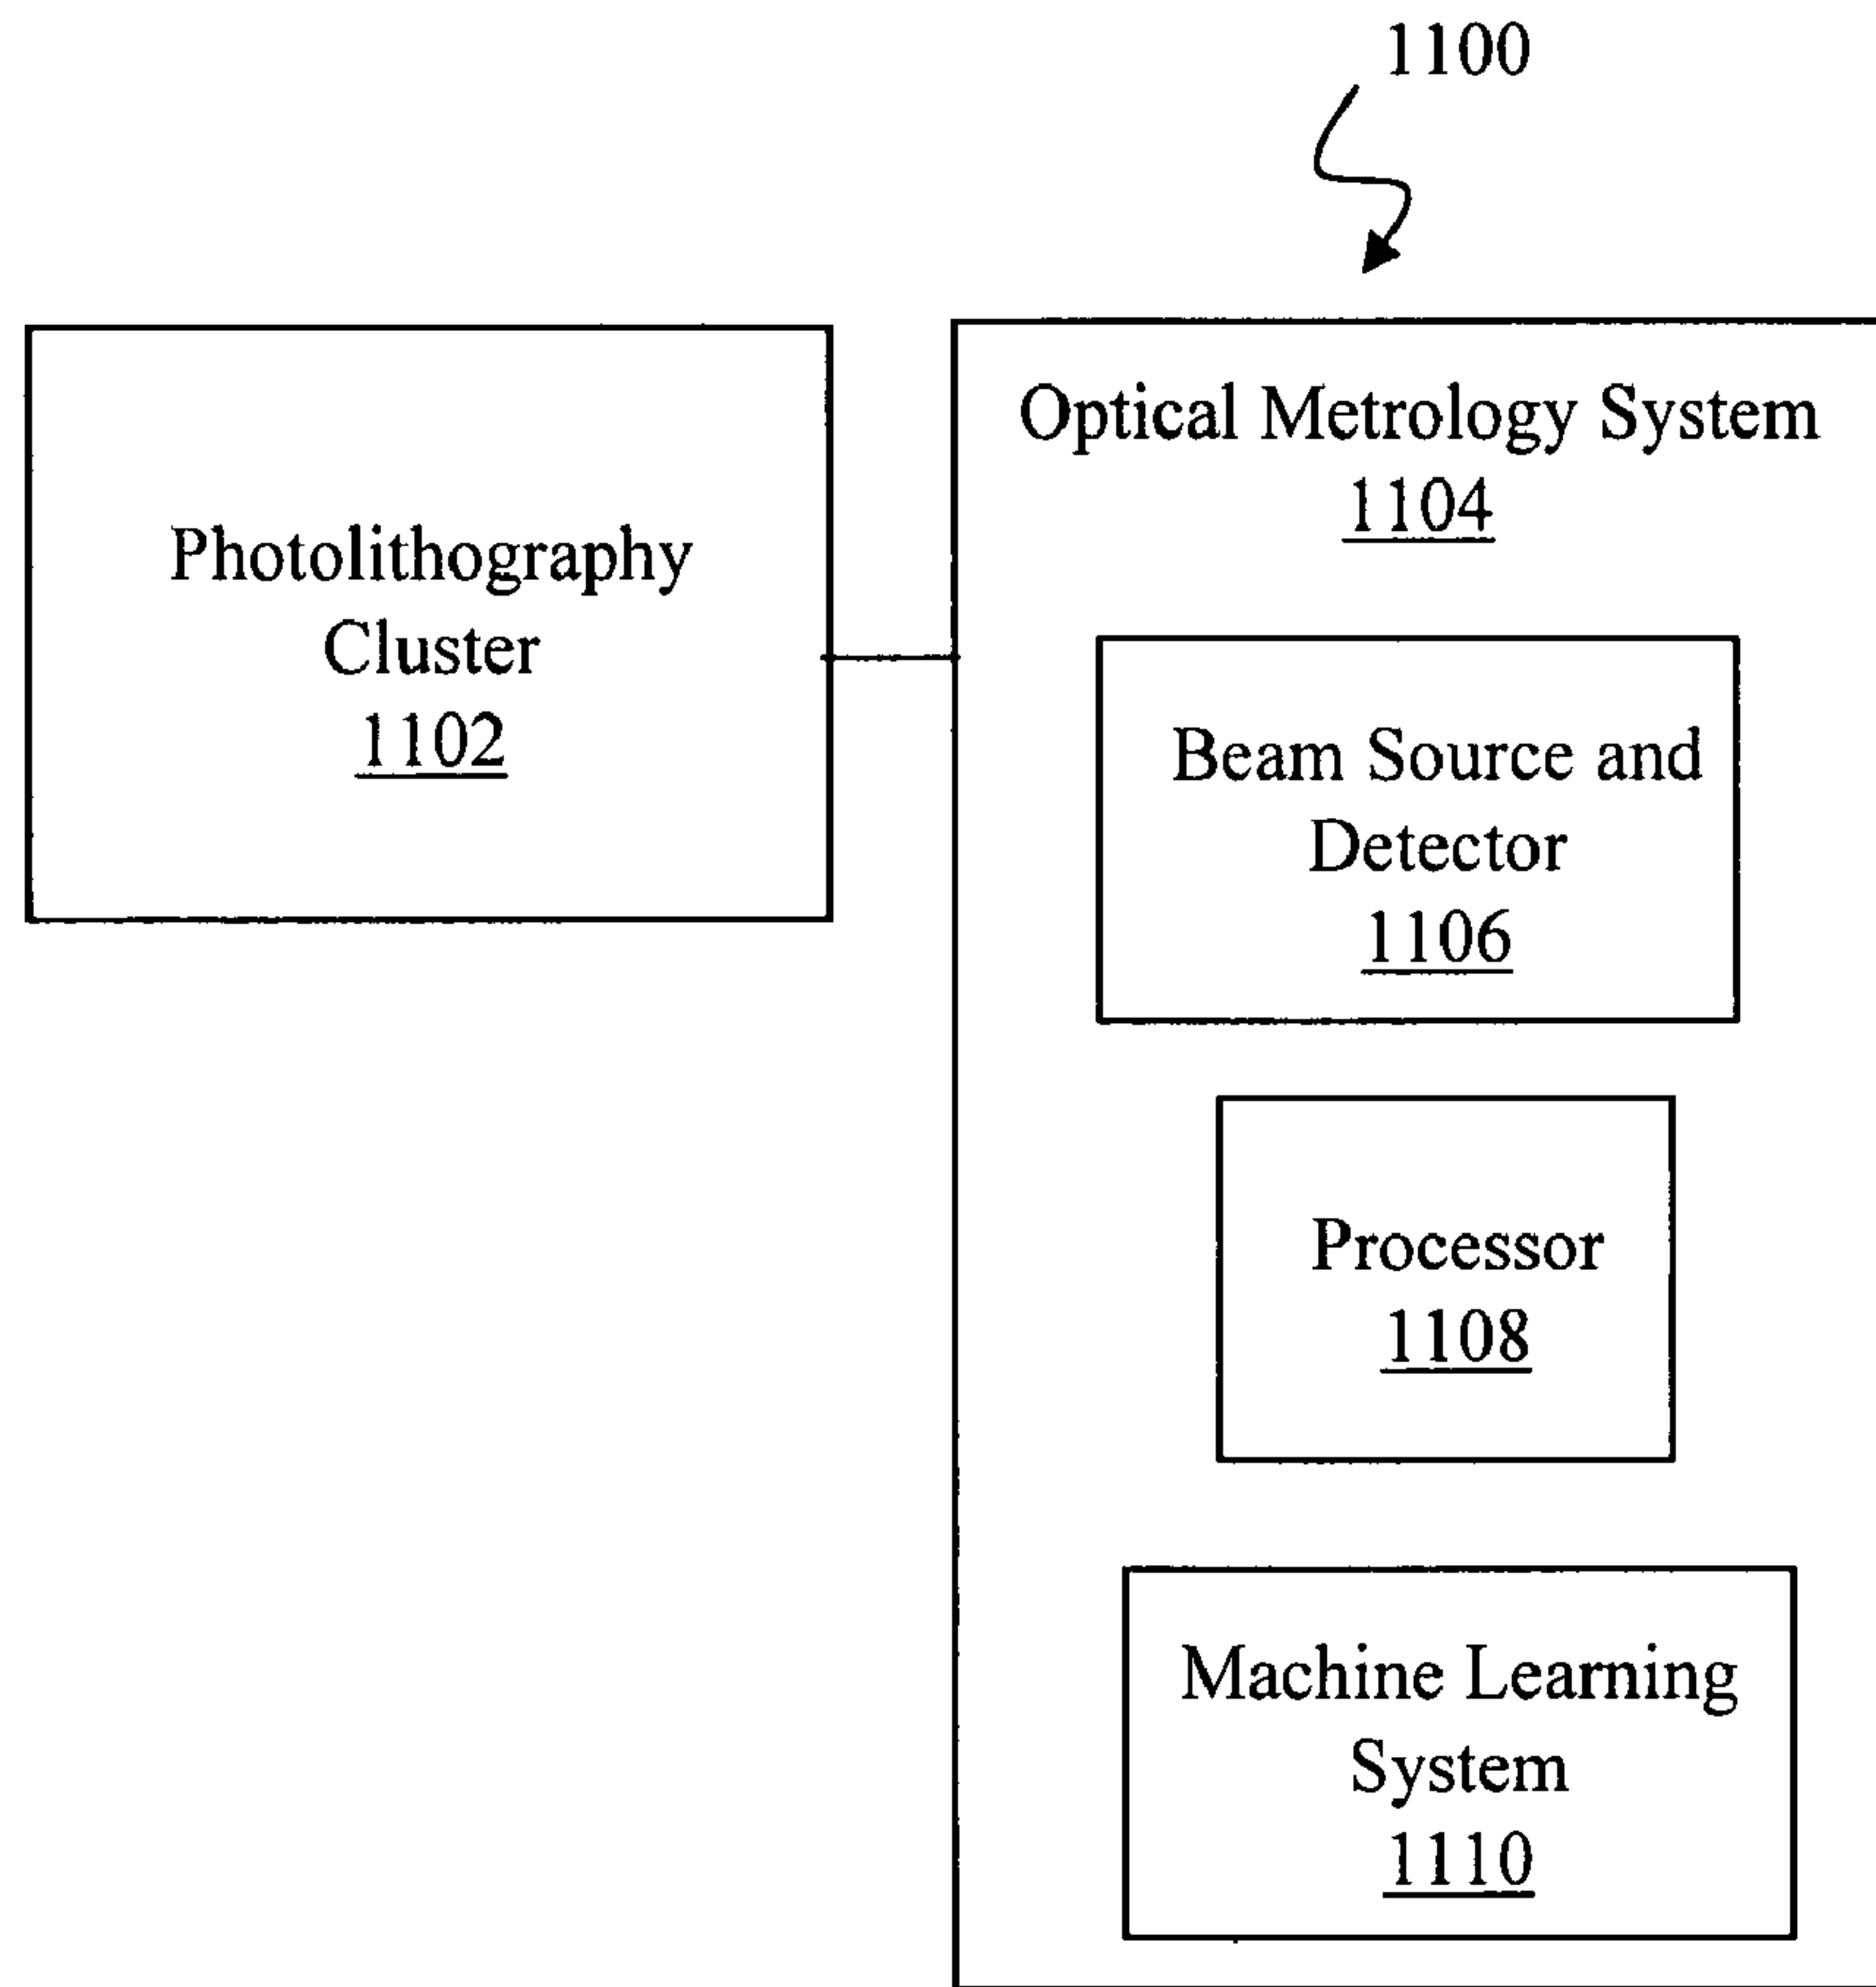 1100
Photolithography
Cluster
1102
Optical Metrology System
1104
Beam Source and
Detector
1106
Processor
1108
Machine Learning
System
1110